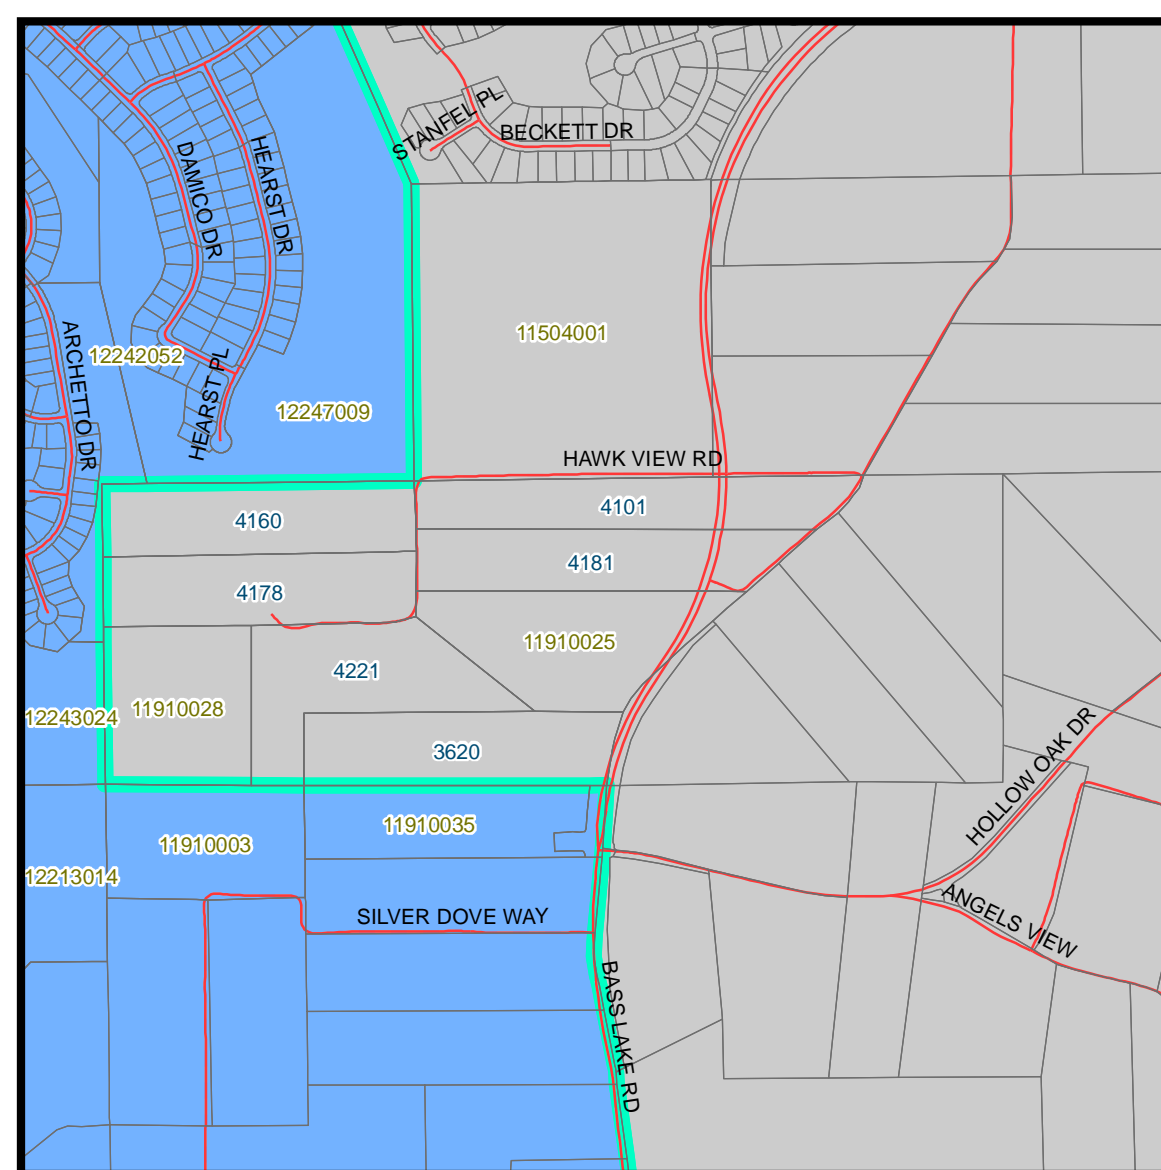 STANFEL PL
BECKETT DR
DAMICO DR
HEARST DR
11504001
ARCHETTO DR
12242052
HEARST PL
12247009
HAWK VIEW RD
4160
4101
4181
4178
11910025
4221
11910028
12243024
3620
HOLLOW OAK DR
11910035
11910003
12213014
SILVER DOVE WAY
ANGELS VIEW
BASS LAKE RD